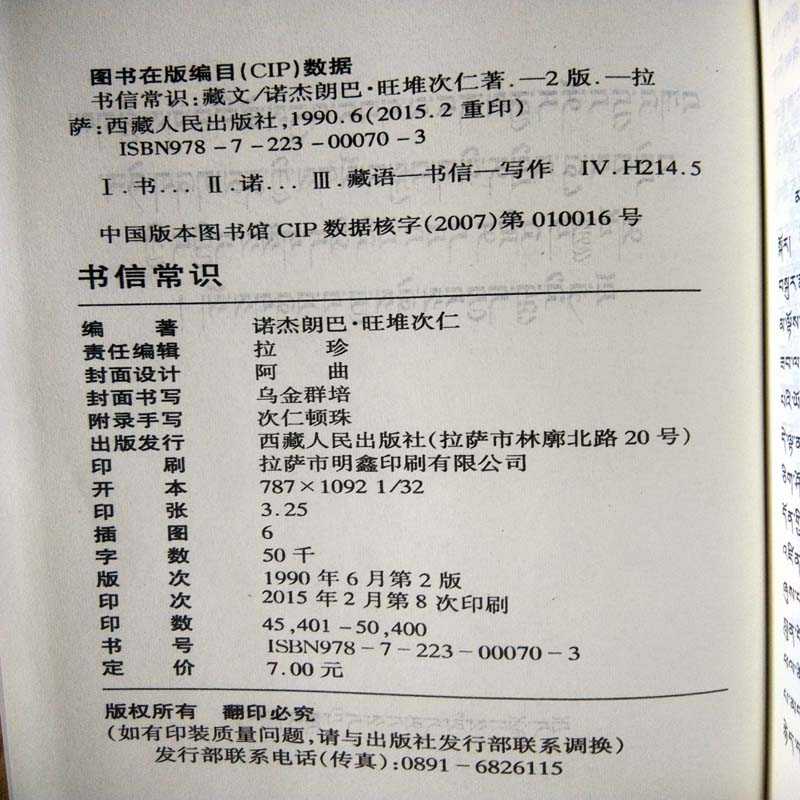 图书在版编目(CIP)数据
书信常识:藏文/诺杰朗巴·旺堆次仁著.—2版.—拉
萨:西藏人民出版社,1990.6(2015.2重印)
ISBN978-7-223-00070-3
Ⅰ.书… Ⅱ.诺… Ⅲ.藏语—书信—写作 Ⅳ.H214.5
中国版本图书馆CIP数据核字(2007)第010016号
书信常识
编 著 诺杰朗巴·旺堆次仁
责任编辑 拉 珍
封面设计 阿 曲
封面书写 乌金群培
附录手写 次仁顿珠
出版发行 西藏人民出版社(拉萨市林廓北路20号)
印 刷 拉萨市明鑫印刷有限公司
开 本 787×1092 1/32
印 张 3.25
插 图 6
字 数 50千
版 次 1990年6月第2版
印 次 2015年2月第8次印刷
印 数 45,401-50,400
书 号 ISBN978-7-223-00070-3
定 价 7.00元
版权所有 翻印必究
(如有印装质量问题,请与出版社发行部联系调换)
发行部联系电话(传真):0891-6826115